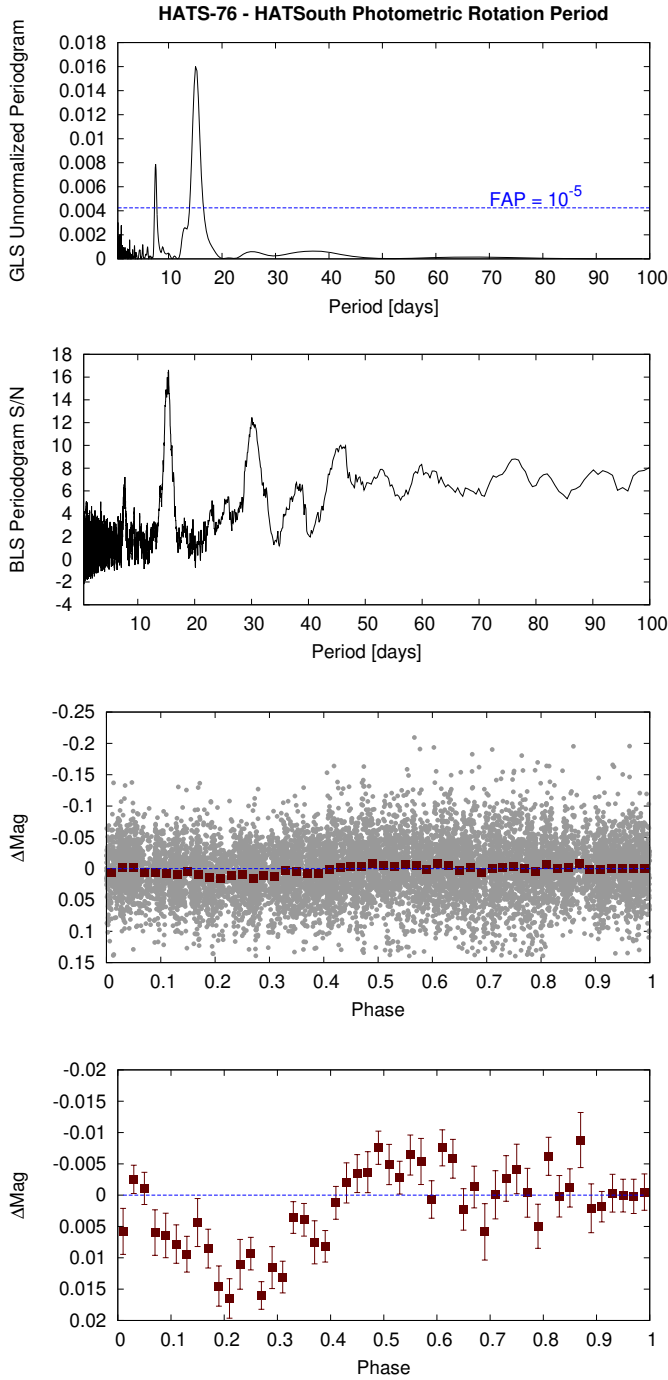 HATS-76 - HATSouth Photometric Rotation Period
GLS Unnormalized Periodgram
0.018
0.016
0.014
0.012
0.01
0.008
0.006
0.004
0.002
0
FAP = 10^-5
10 20 30 40 50 60 70 80 90 100
Period [days]
BLS Periodogram S/N
18
16
14
12
10
8
6
4
2
0
-2
-4
10 20 30 40 50 60 70 80 90 100
Period [days]
ΔMag
-0.25
-0.2
-0.15
-0.1
-0.05
0
0.05
0.1
0.15
0 0.1 0.2 0.3 0.4 0.5 0.6 0.7 0.8 0.9 1
Phase
ΔMag
-0.02
-0.015
-0.01
-0.005
0
0.005
0.01
0.015
0.02
0 0.1 0.2 0.3 0.4 0.5 0.6 0.7 0.8 0.9 1
Phase